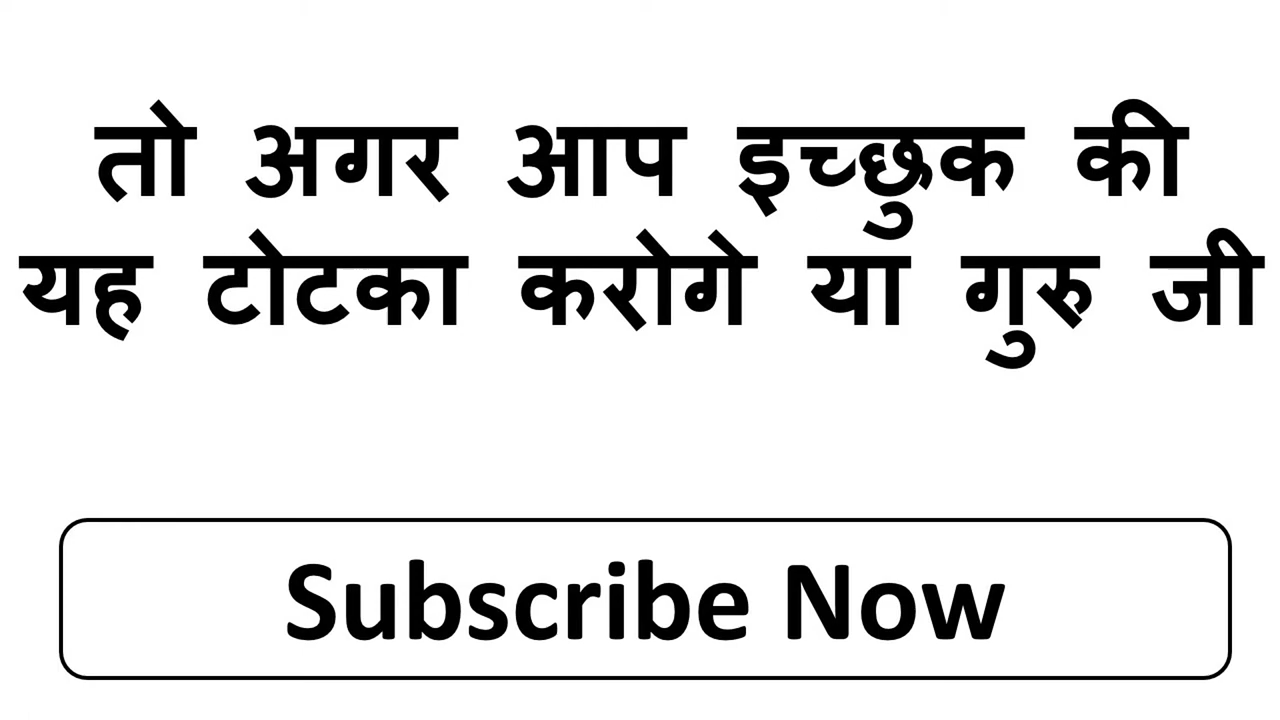 तो अगर आप इच्छुक की
यह टोटका करोगे या गुरु जी
Subscribe Now